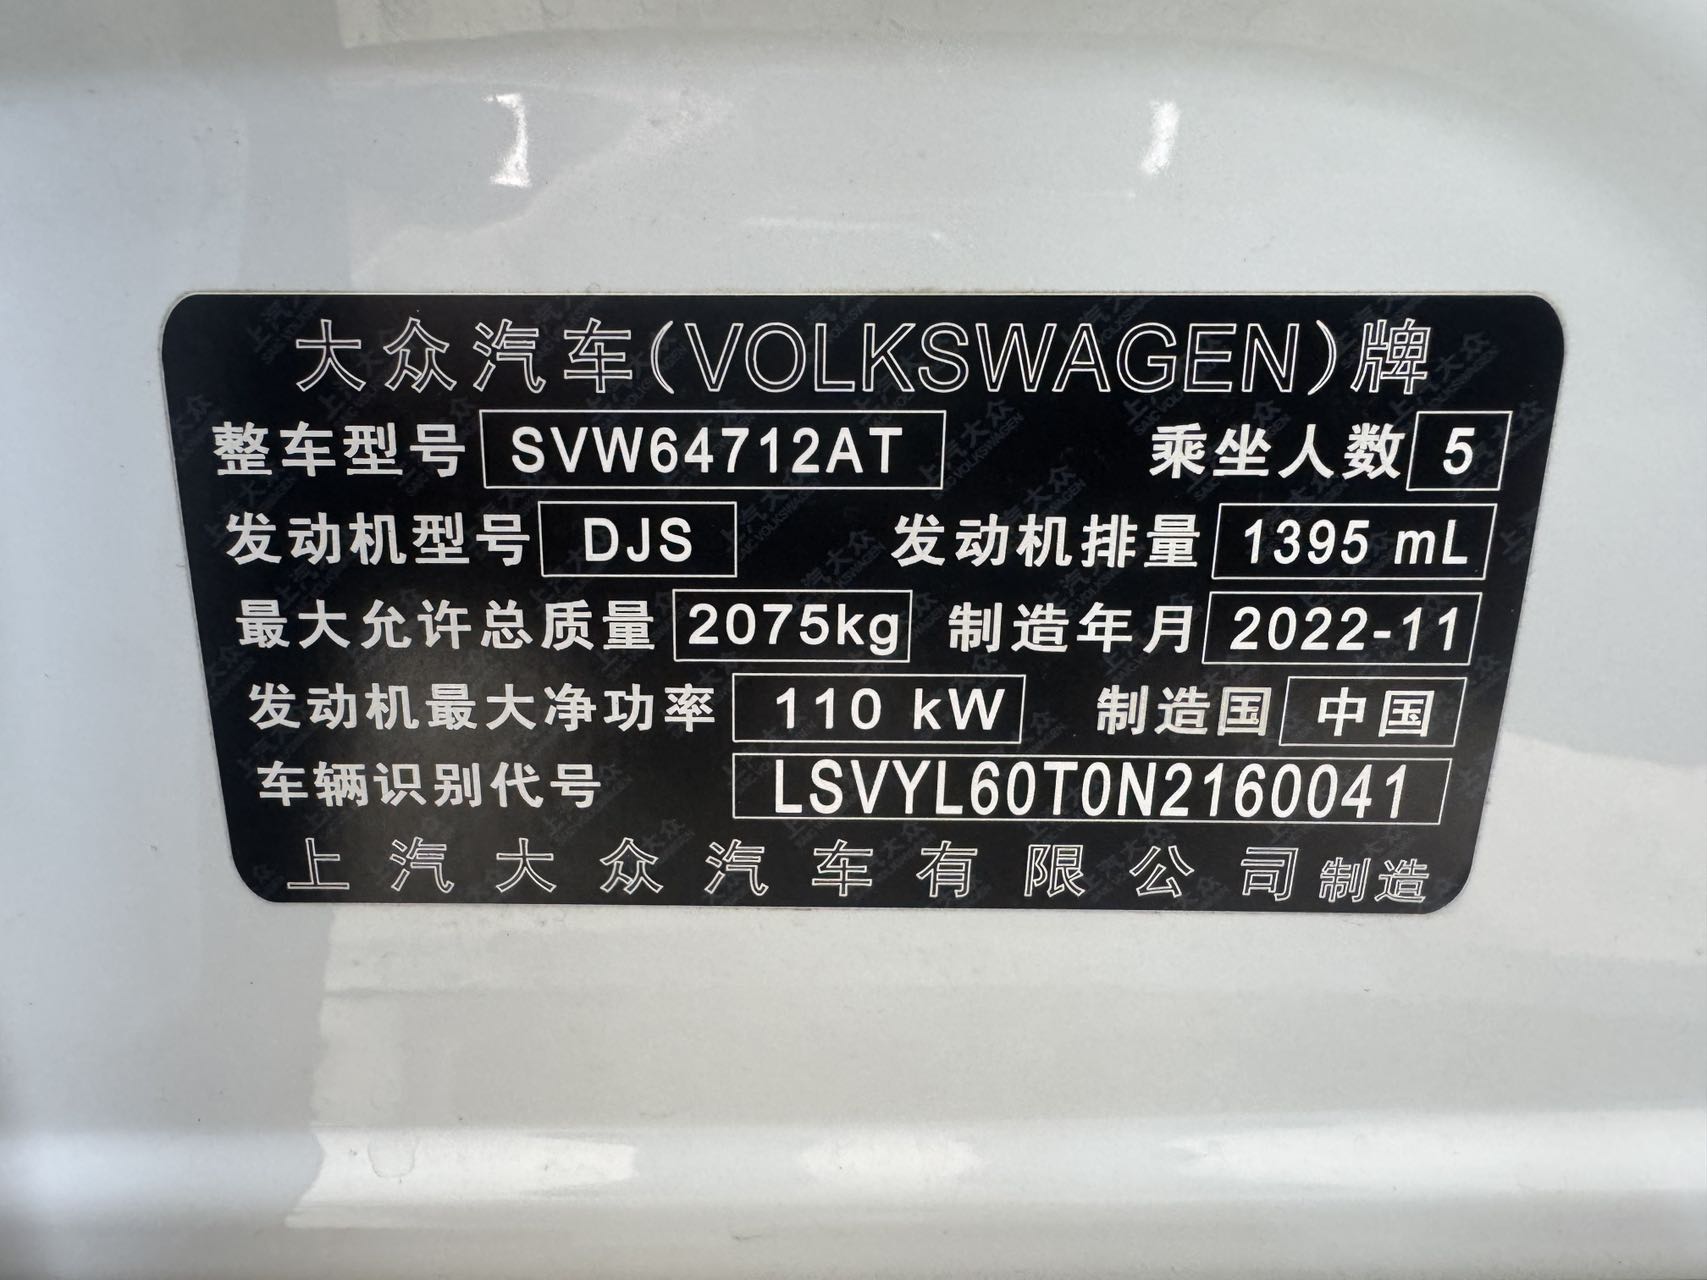 大众汽车(VOLKSWAGEN)牌
整车型号 SVW64712AT 乘坐人数 5
发动机型号 DJS 发动机排量 1395 mL
最大允许总质量 2075kg 制造年月 2022-11
发动机最大净功率 110 kW 制造国 中国
车辆识别代号 LSVYL60T0N2160041
上汽大众汽车有限公司 制造